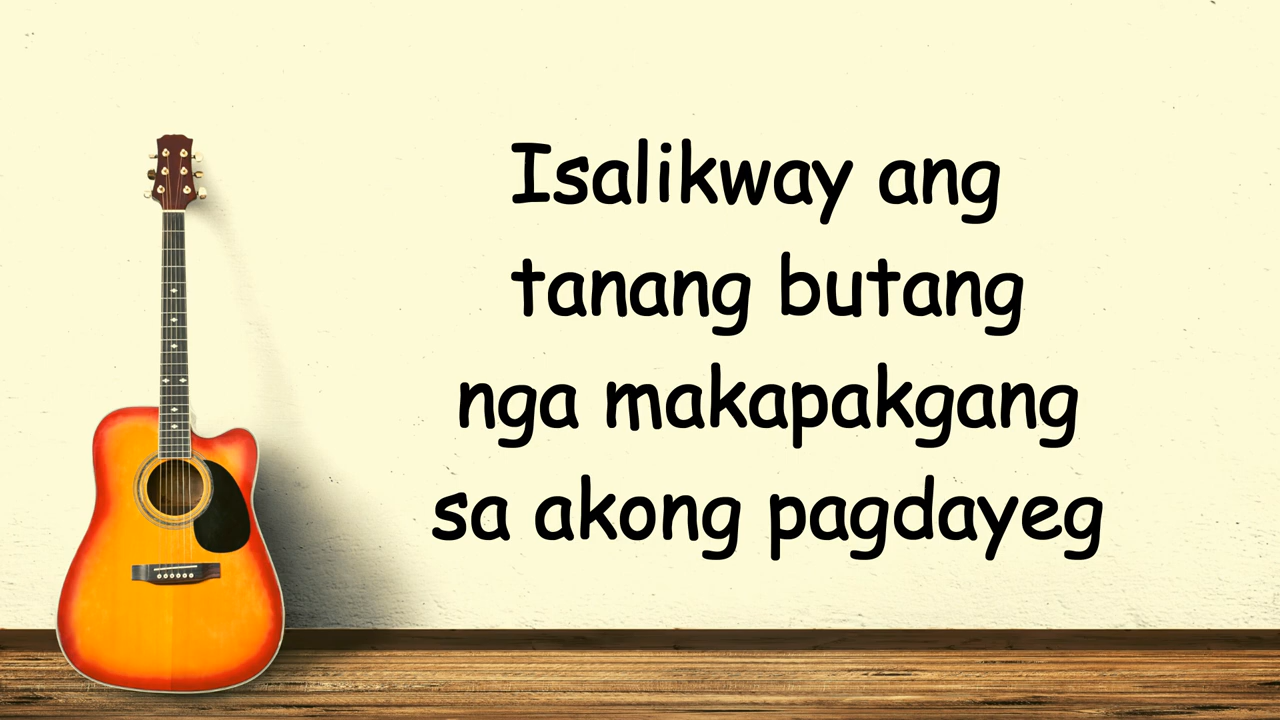 Isalikway ang
tanang butang
nga makapakgang
sa akong pagdayeg